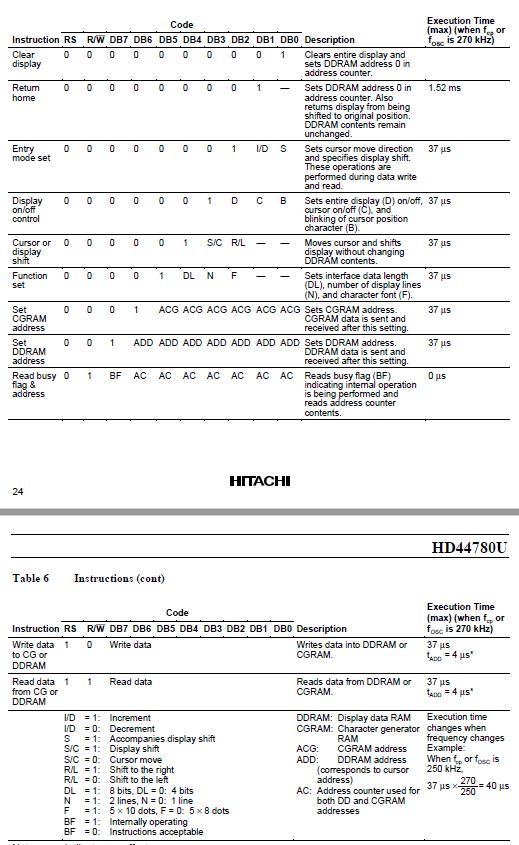 Code
Execution Time
(max) (when fcp or
fosc is 270 kHz)
Instruction RS R/W̅ DB7 DB6 DB5 DB4 DB3 DB2 DB1 DB0 Description
Clear 0 0 0 0 0 0 0 0 0 1 Clears entire display and
display sets DDRAM address 0 in
address counter.
Return 0 0 0 0 0 0 0 0 1 — Sets DDRAM address 0 in 1.52 ms
home address counter. Also
returns display from being
shifted to original position.
DDRAM contents remain
unchanged.
Entry 0 0 0 0 0 0 0 1 I/D S Sets cursor move direction 37 µs
mode set and specifies display shift.
These operations are
performed during data write
and read.
Display 0 0 0 0 0 0 1 D C B Sets entire display (D) on/off, 37 µs
on/off cursor on/off (C), and
control blinking of cursor position
character (B).
Cursor or 0 0 0 0 0 1 S/C R/L — — Moves cursor and shifts 37 µs
display display without changing
shift DDRAM contents.
Function 0 0 0 0 1 DL N F — — Sets interface data length 37 µs
set (DL), number of display lines
(N), and character font (F).
Set 0 0 0 1 ACG ACG ACG ACG ACG ACG Sets CGRAM address. 37 µs
CGRAM CGRAM data is sent and
address received after this setting.
Set 0 0 1 ADD ADD ADD ADD ADD ADD ADD Sets DDRAM address. 37 µs
DDRAM DDRAM data is sent and
address received after this setting.
Read busy 0 1 BF AC AC AC AC AC AC AC Reads busy flag (BF) 0 µs
flag & indicating internal operation
address is being performed and
reads address counter
contents.
HITACHI
24
HD44780U
Table 6 Instructions (cont)
Code
Execution Time
(max) (when fcp or
fosc is 270 kHz)
Instruction RS R/W̅ DB7 DB6 DB5 DB4 DB3 DB2 DB1 DB0 Description
Write data 1 0 Write data Writes data into DDRAM or 37 µs
to CG or CGRAM. tADD = 4 µs*
DDRAM
Read data 1 1 Read data Reads data from DDRAM or 37 µs
from CG or CGRAM. tADD = 4 µs*
DDRAM
I/D = 1: Increment DDRAM: Display data RAM Execution time
I/D = 0: Decrement CGRAM: Character generator changes when
S = 1: Accompanies display shift RAM frequency changes
S/C = 1: Display shift ACG: CGRAM address Example:
S/C = 0: Cursor move ADD: DDRAM address When fcp or fosc is
R/L = 1: Shift to the right (corresponds to cursor 250 kHz,
R/L = 0: Shift to the left address)
DL = 1: 8 bits, DL = 0: 4 bits AC: Address counter used for 37 µs × 270/250 = 40 µs
N = 1: 2 lines, N = 0: 1 line both DD and CGRAM
F = 1: 5 × 10 dots, F = 0: 5 × 8 dots addresses
BF = 1: Internally operating
BF = 0: Instructions acceptable